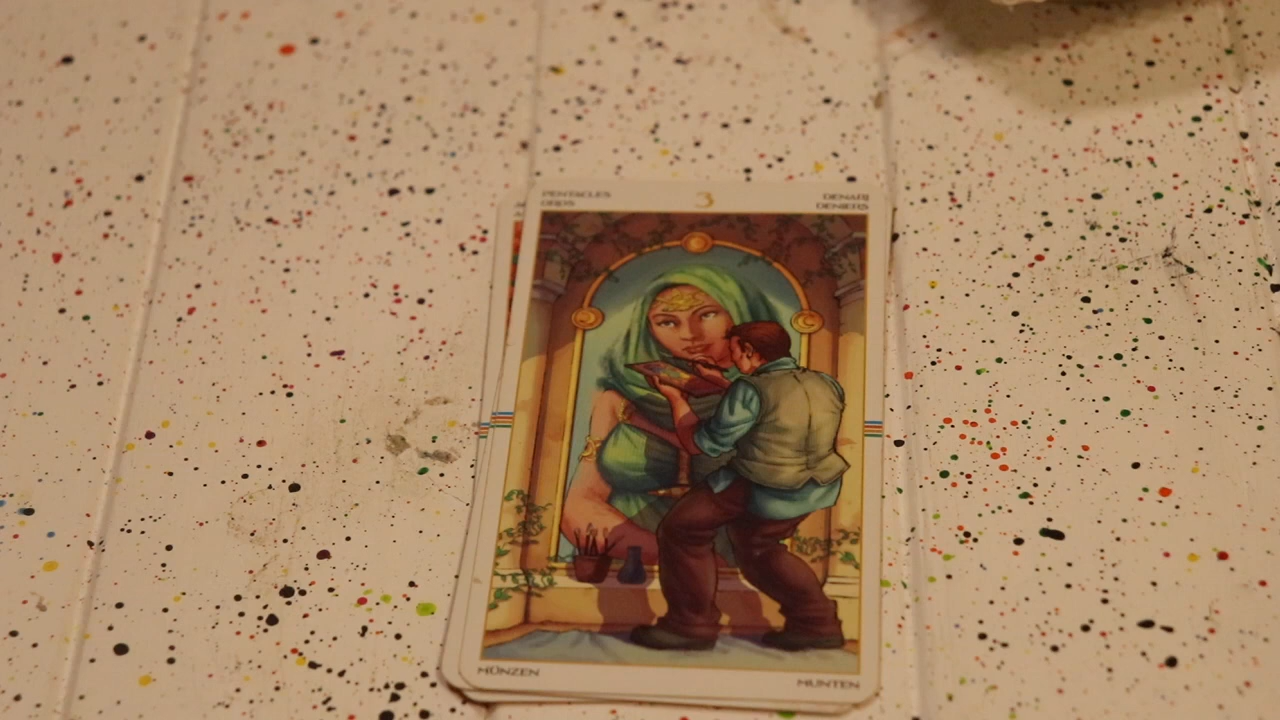 PENTACLES
OROS
3
DENARI
DENIERS
MÜNZEN
MUNTEN